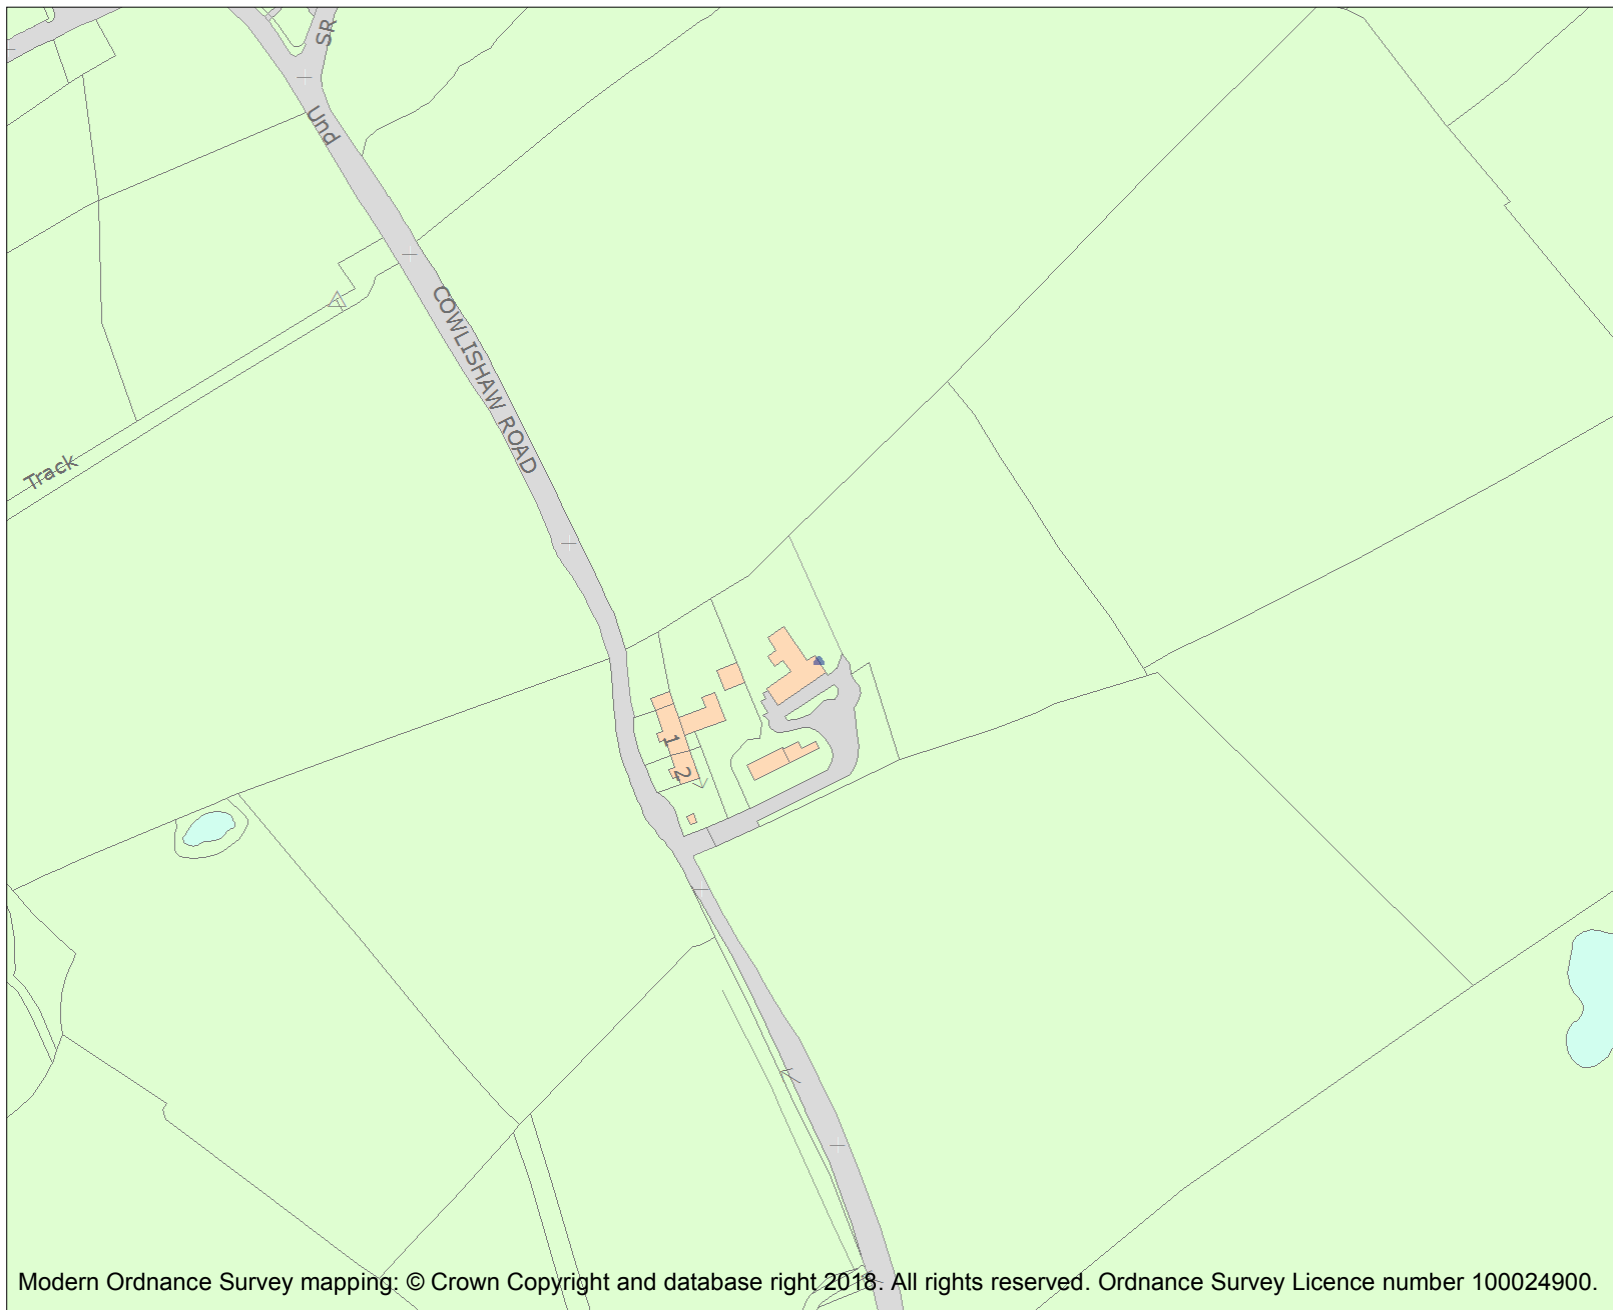 SR
Und
COWLISHAW ROAD
Track
1
2
Modern Ordnance Survey mapping: © Crown Copyright and database right 2018. All rights reserved. Ordnance Survey Licence number 100024900.